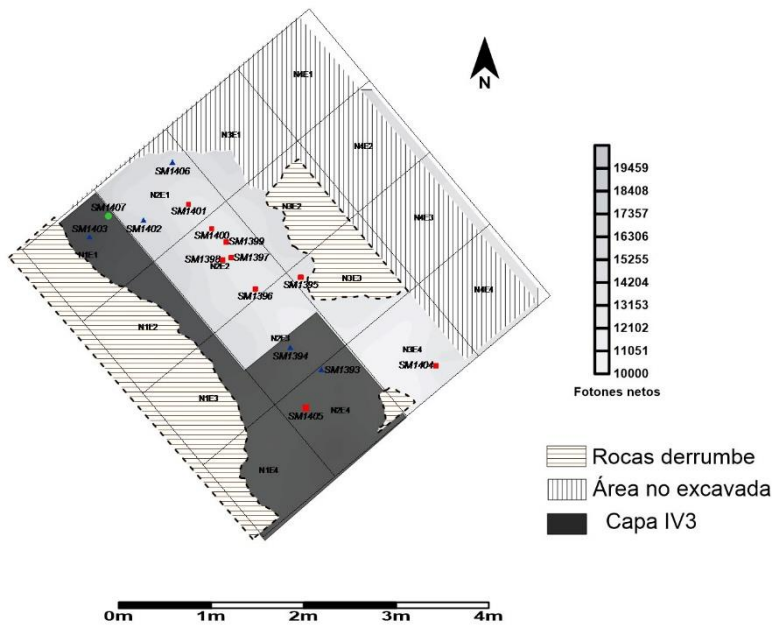 N4E1
N
N3E1
N4E2
SM1406
N2E1
SM1401
N3E2
N4E3
SM1407
SM1403
SM1402
SM1400
SM1399
N1E1
SM1398
SM1397
N2E2
N3E3
SM1395
N4E4
SM1396
N1E2
N2E3
SM1394
N3E4
SM1404
SM1393
N1E3
SM1405
N2E4
N1E4
19459
18408
17357
16306
15255
14204
13153
12102
11051
10000
Fotones netos
Rocas derrumbe
Área no excavada
Capa IV3
0m 1m 2m 3m 4m